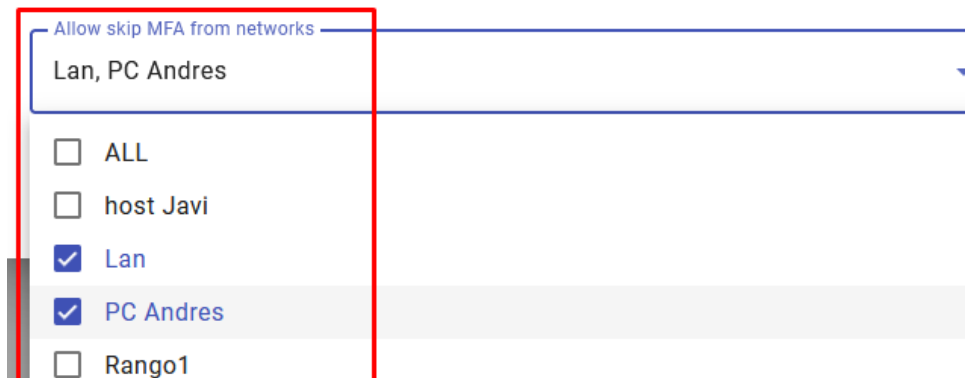 Allow skip MFA from networks
Lan, PC Andres
ALL
host Javi
Lan
PC Andres
Rango1